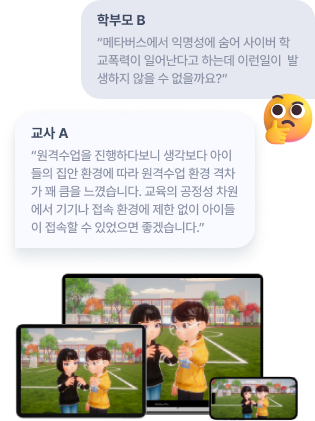 학부모 B
“메타버스에서 익명성에 숨어 사이버 학
교폭력이 일어난다고 하는데 이런일이 발
생하지 않을 수 없을까요?”
교사 A
“원격수업을 진행하다보니 생각보다 아이
들의 집안 환경에 따라 원격수업 환경 격차
가 꽤 큼을 느꼈습니다. 교육의 공정성 차원
에서 기기나 접속 환경에 제한 없이 아이들
이 접속할 수 있었으면 좋겠습니다.”